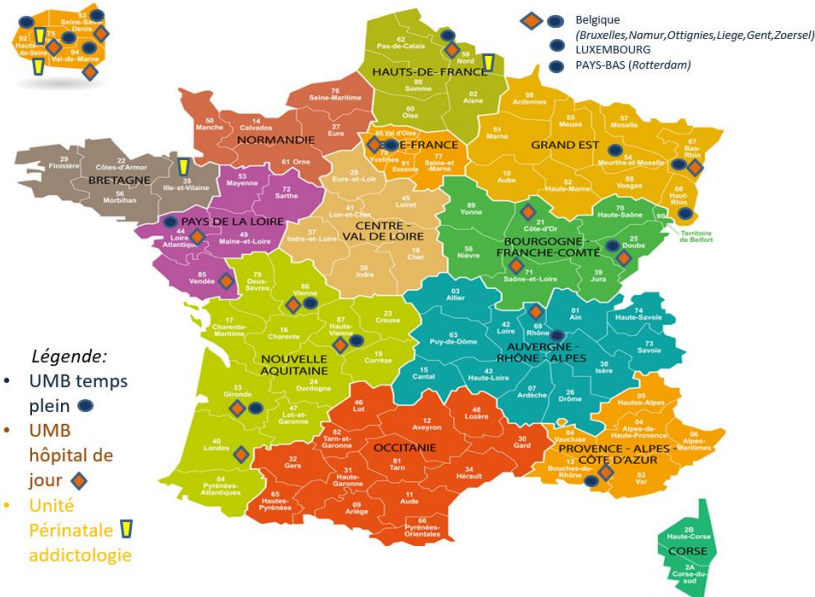 93
Seine-Saint-
Denis
92
Hauts-
de-Seine
75
94
Val-de-Marne
Belgique
(Bruxelles,Namur,Ottignies,Liege,Gent,Zoersel)
LUXEMBOURG
PAYS-BAS (Rotterdam)
62
Pas-de-Calais
59
Nord
HAUTS-DE-FRANCE
80
Somme
02
Aisne
60
Oise
76
Seine-Maritime
27
Eure
50
Manche
14
Calvados
NORMANDIE
61 Orne
95 Val d'Oise
78
Yvelines
DE-FRANCE
91
Essonne
77
Seine-et
-Marne
08
Ardennes
51
Marne
55
Meuse
57
Moselle
GRAND EST
54
Meurthe et Moselle
67
Bas-
Rhin
10
Aube
52
Haute-Marne
88
Vosges
68
Haut-
Rhin
29
Finistère
22
Côtes-d'Armor
BRETAGNE
35
Ille-et-Vilaine
56
Morbihan
53
Mayenne
72
Sarthe
PAYS DE LA LOIRE
44
Loire
Atlantique
49
Maine-et-Loire
85
Vendée
28
Eure-et-Loir
45
Loiret
41
Loir-et-Cher
CENTRE -
VAL DE LOIRE
37
Indre-et-Loire
18
Cher
36
Indre
89
Yonne
21
Côte-d'Or
70
Haute-Saône
90
Territoire
de Belfort
BOURGOGNE
FRANCHE-COMTÉ
25
Doubs
58
Nièvre
71
Saône-et-Loire
39
Jura
79
Deux-
Sèvres
86
Vienne
17
Charente-
Maritime
16
Charente
87
Haute-
Vienne
23
Creuse
NOUVELLE
AQUITAINE
19
Corrèze
24
Dordogne
33
Gironde
47
Lot-et-
Garonne
40
Landes
64
Pyrénées-
Atlantiques
03
Allier
63
Puy-de-Dôme
42
Loire
69
Rhône
01
Ain
74
Haute-Savoie
73
Savoie
AUVERGNE -
RHÔNE - ALPES
38
Isère
15
Cantal
43
Haute-Loire
07
Ardèche
26
Drôme
46
Lot
12
Aveyron
48
Lozère
30
Gard
82
Tarn-et-
Garonne
OCCITANIE
32
Gers
31
Haute-
Garonne
81
Tarn
34
Hérault
65
Hautes-
Pyrénées
09
Ariège
11
Aude
66
Pyrénées-
Orientales
05
Hautes-Alpes
84
Vaucluse
04
Alpes-de-
Haute-Provence
06
Alpes-
Maritimes
PROVENCE - ALPES
CÔTE D'AZUR
13
Bouches-du-
Rhône
83
Var
2B
Haute-Corse
CORSE
2A
Corse-du-
sud
Légende:
• UMB temps
plein
• UMB
hôpital de
jour
• Unité
Périnatale
addictologie